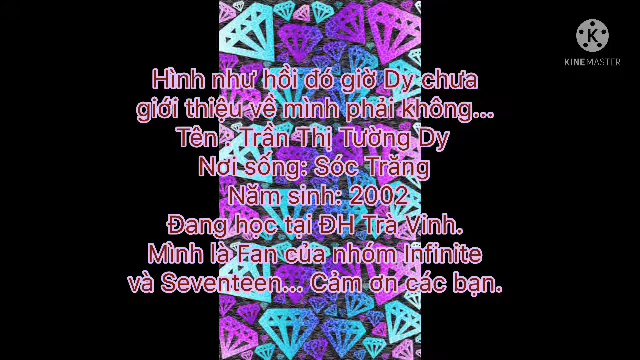 KINEMASTER
Hình như hồi đó giờ Dy chưa
giới thiệu về mình phải không...
Tên : Trần Thị Tường Dy
Nơi sống: Sóc Trăng
Năm sinh: 2002
Đang học tại ĐH Trà Vinh.
Mình là Fan của nhóm Infinite
và Seventeen... Cảm ơn các bạn.